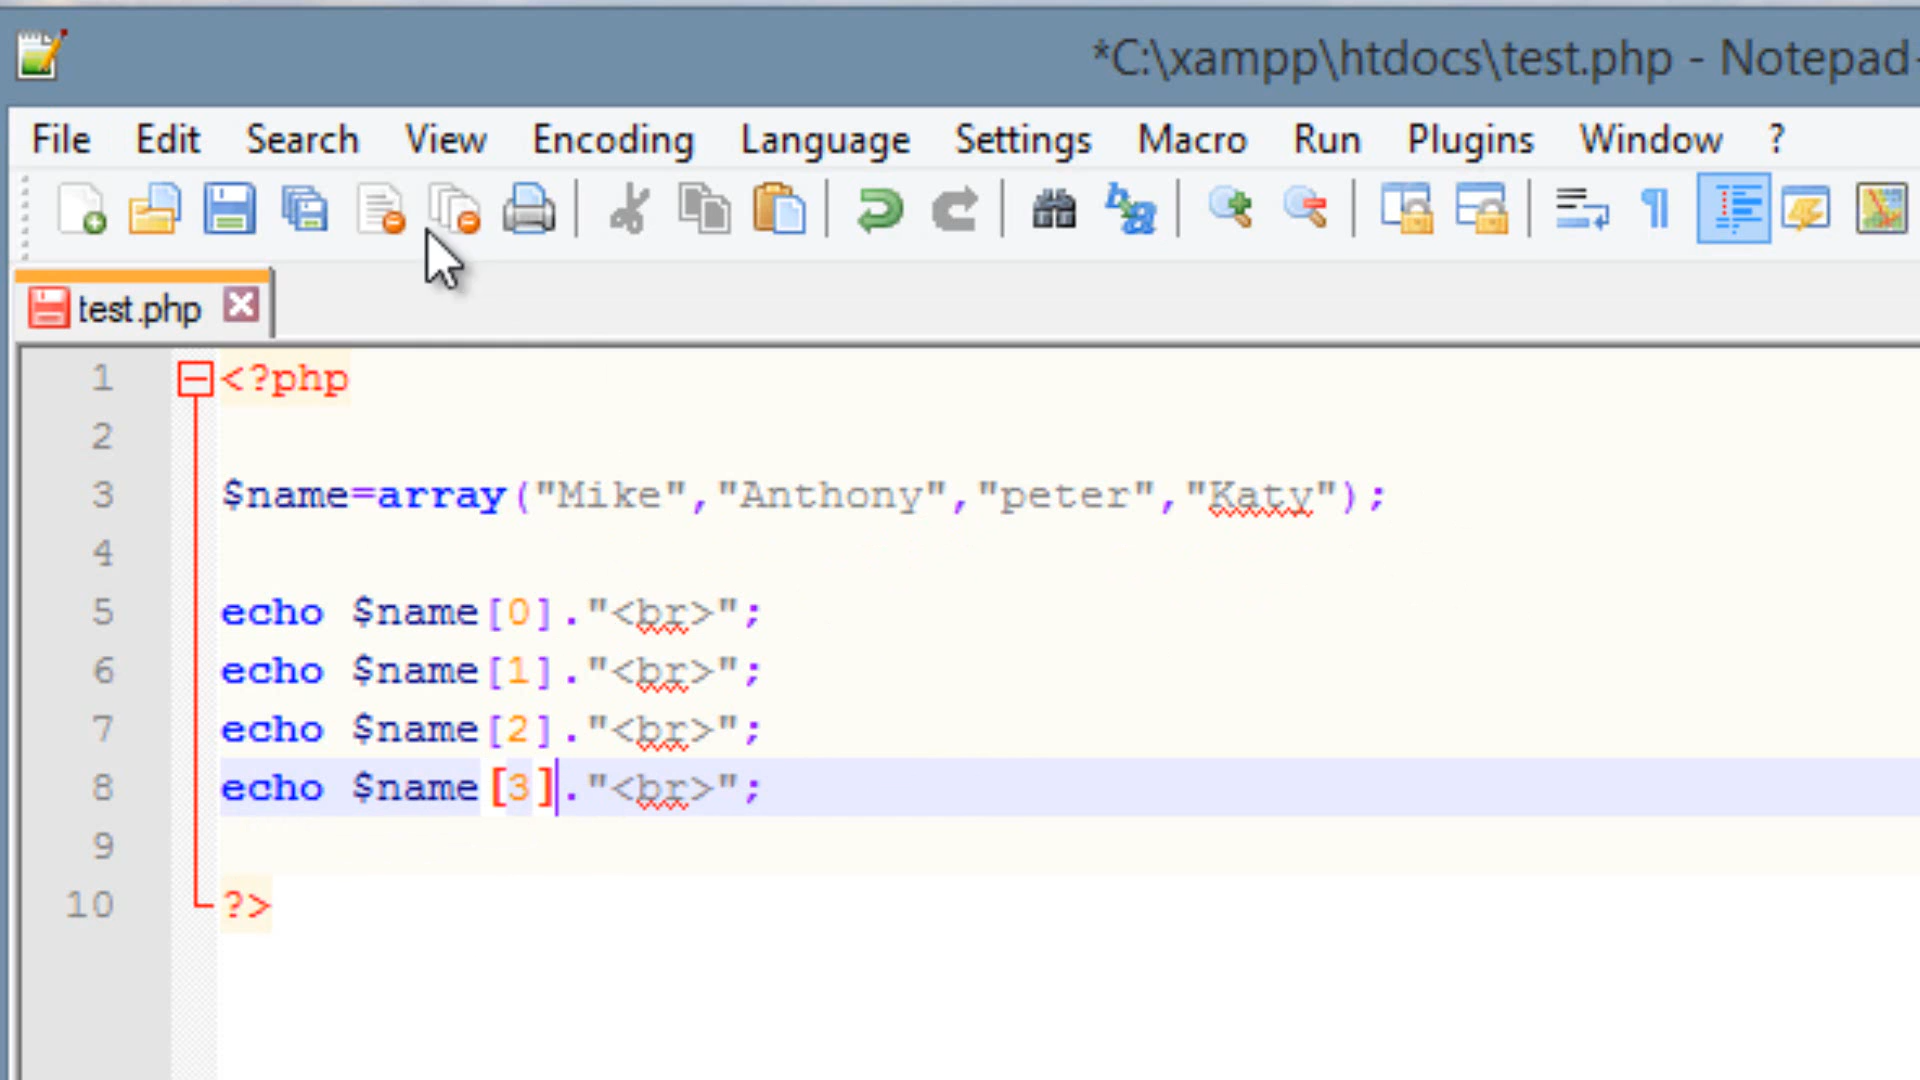 *C:\xampp\htdocs\test.php - Notepad
File Edit Search View Encoding Language Settings Macro Run Plugins Window ?
test.php
1 <?php
2
3 $name=array("Mike","Anthony","peter","Katy");
4
5 echo $name[0]."<br>";
6 echo $name[1]."<br>";
7 echo $name[2]."<br>";
8 echo $name[3]."<br>";
9
10 ?>